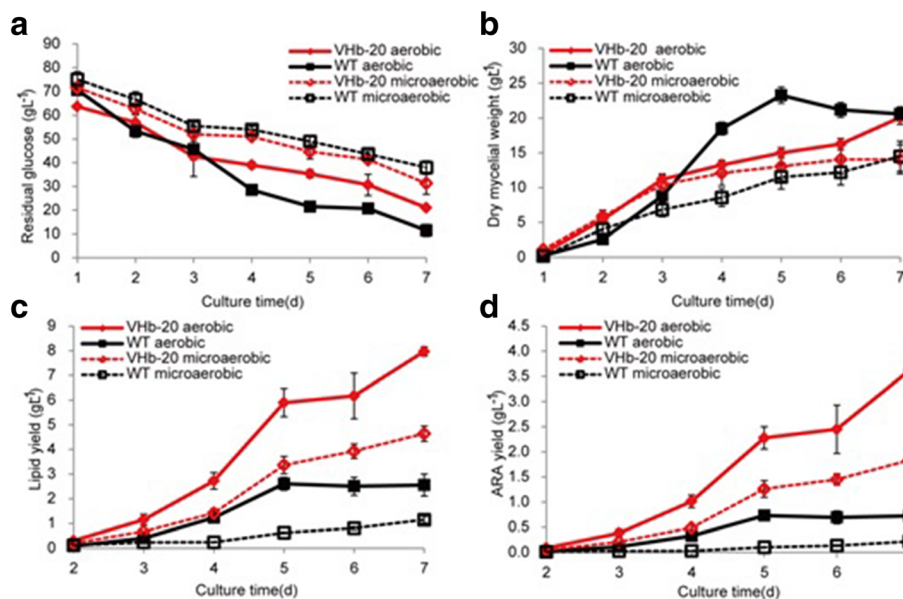 a
VHb-20 aerobic
WT aerobic
VHb-20 microaerobic
WT microaerobic
Residual glucose (gL⁻¹)
90
80
70
60
50
40
30
20
10
0
1 2 3 4 5 6 7
Culture time(d)
b
VHb-20 aerobic
WT aerobic
VHb-20 microaerobic
WT microaerobic
Dry mycelial weight (gL⁻¹)
30
25
20
15
10
5
0
1 2 3 4 5 6 7
Culture time(d)
c
VHb-20 aerobic
WT aerobic
VHb-20 microaerobic
WT microaerobic
Lipid yield (gL⁻¹)
9
8
7
6
5
4
3
2
1
0
2 3 4 5 6 7
Culture time(d)
d
VHb-20 aerobic
WT aerobic
VHb-20 microaerobic
WT microaerobic
ARA yield (gL⁻¹)
4.5
4.0
3.5
3.0
2.5
2.0
1.5
1.0
0.5
0.0
2 3 4 5 6 7
Culture time(d)